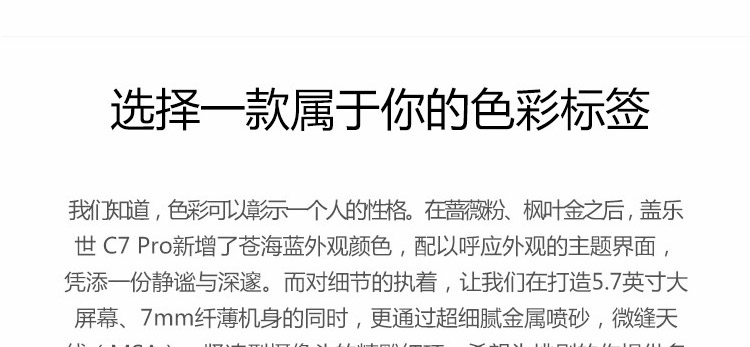 选择一款属于你的色彩标签
我们知道，色彩可以彰示一个人的性格。在蔷薇粉、枫叶金之后，盖乐
世 C7 Pro新增了苍海蓝外观颜色，配以呼应外观的主题界面，
凭添一份静谧与深邃。而对细节的执着，让我们在打造5.7英寸大
屏幕、7mm纤薄机身的同时，更通过超细腻金属喷砂，微缝天